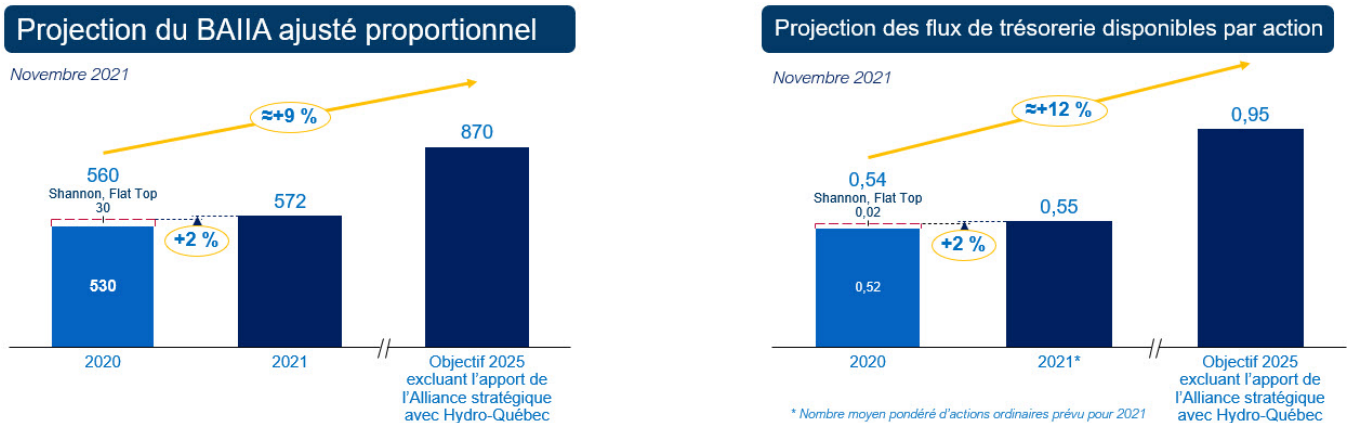 Projection du BAIIA ajusté proportionnel
Novembre 2021
≈+9 %
870
560
Shannon, Flat Top
30
572
+2 %
530
2020
2021
Objectif 2025
excluant l'apport de
l'Alliance stratégique
avec Hydro-Québec
Projection des flux de trésorerie disponibles par action
Novembre 2021
≈+12 %
0,95
0,54
Shannon, Flat Top
0,02
0,55
+2 %
0,52
2020
2021*
Objectif 2025
excluant l'apport de
l'Alliance stratégique
avec Hydro-Québec
* Nombre moyen pondéré d'actions ordinaires prévu pour 2021